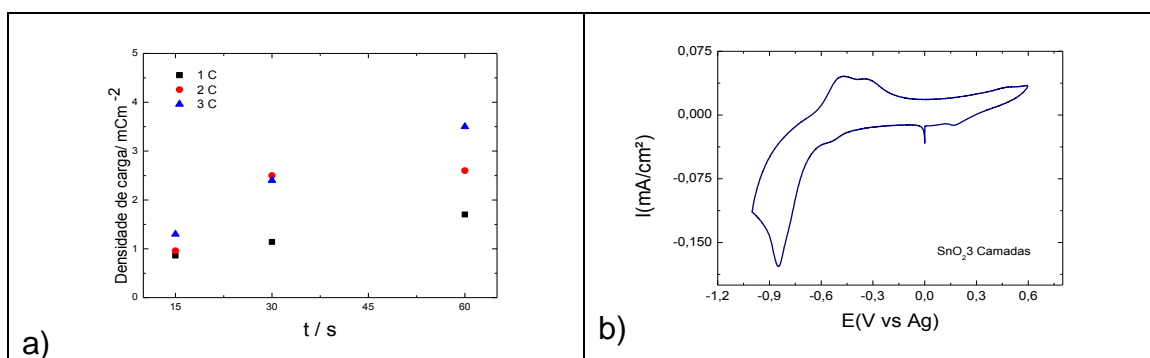 5
4
3
2
1
0
Densidade de carga/ mCm⁻²
1 C
2 C
3 C
15
30
45
60
t / s
a)
0,075
0,000
-0,075
-0,150
I(mA/cm²)
SnO₂3 Camadas
-1,2
-0,9
-0,6
-0,3
0,0
0,3
0,6
E(V vs Ag)
b)